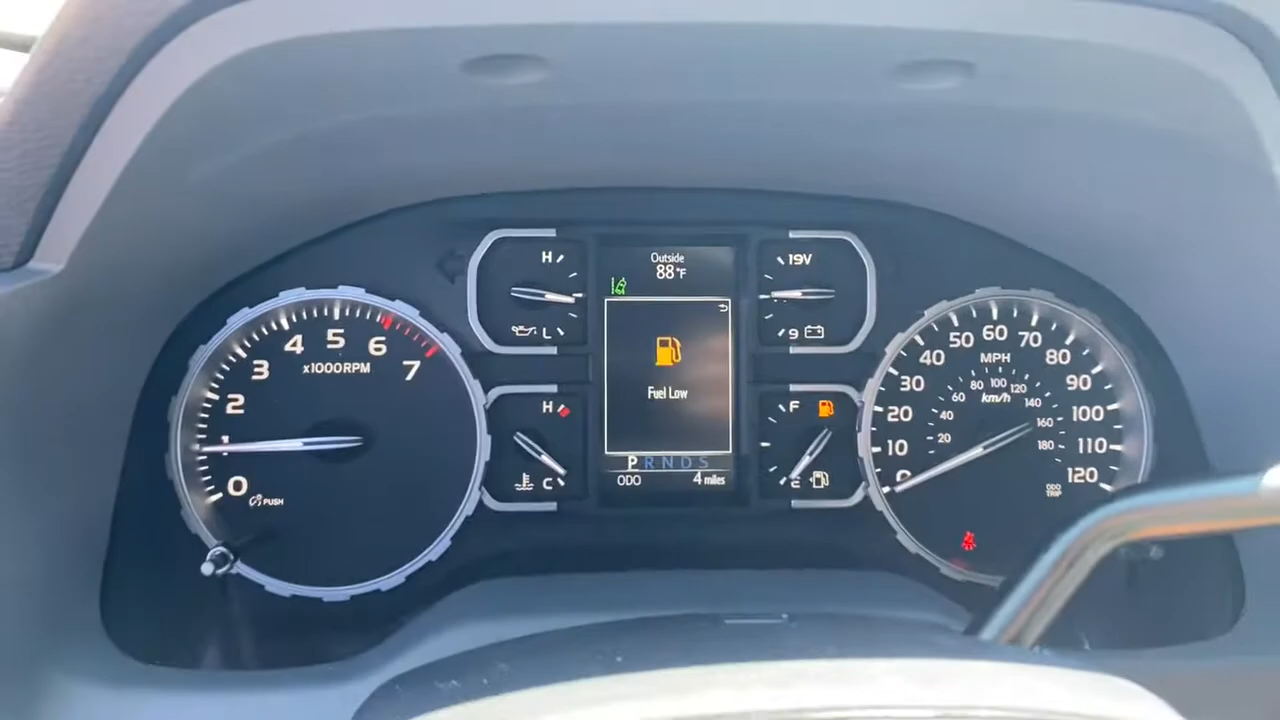 0
1
2
3
4
5
6
7
x1000RPM
PUSH
H
L
H
C
Outside
88°F
Fuel Low
P R N D S
ODO 4 miles
19V
9
F
E
0
10
20
30
40
50
60
70
80
90
100
110
120
MPH
km/h
20
40
60
80
100
120
140
160
180
ODO
TRIP